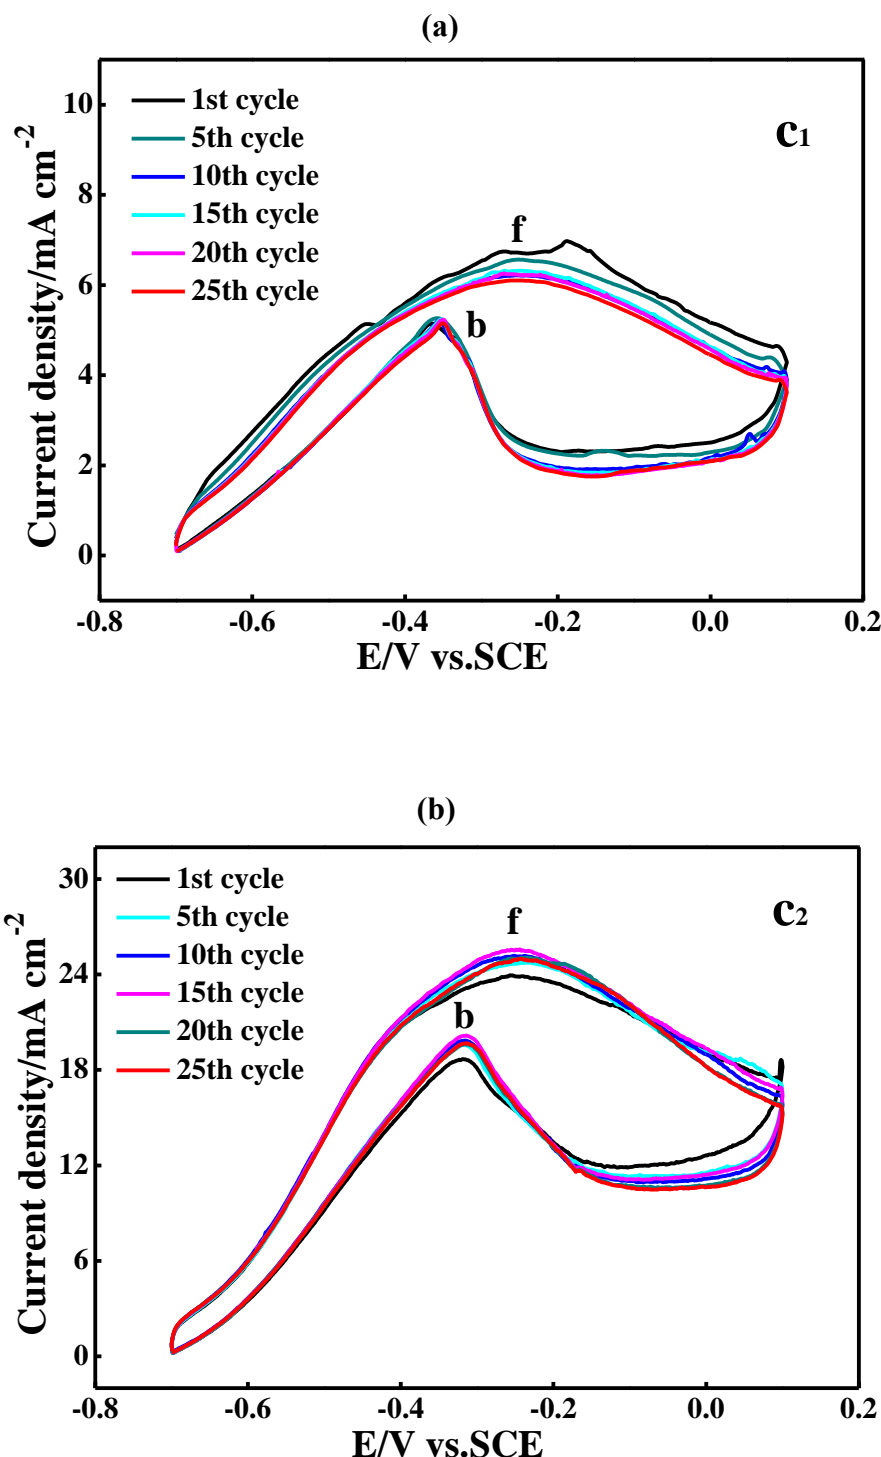 (a)
10
8
6
4
2
0
Current density/mA cm-2
1st cycle
5th cycle
10th cycle
15th cycle
20th cycle
25th cycle
c1
f
b
-0.8
-0.6
-0.4
-0.2
0.0
0.2
E/V vs.SCE
(b)
30
24
18
12
6
0
Current density/mA cm-2
1st cycle
5th cycle
10th cycle
15th cycle
20th cycle
25th cycle
c2
f
b
-0.8
-0.6
-0.4
-0.2
0.0
0.2
E/V vs.SCE